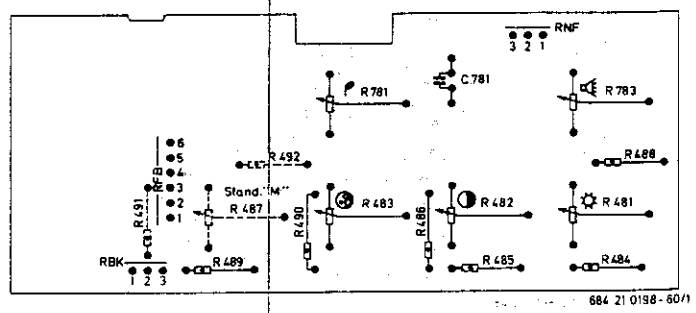 RNF
3 2 1
R 781
C.781
R 783
6
5
4
3
2
1
RFB
R 492
R 488
R 491
Stand."M"
R 487
R 490
R 483
R 486
R 482
R 481
RBK
1 2 3
R 489
R 485
R 484
684 21 0198 - 60/1